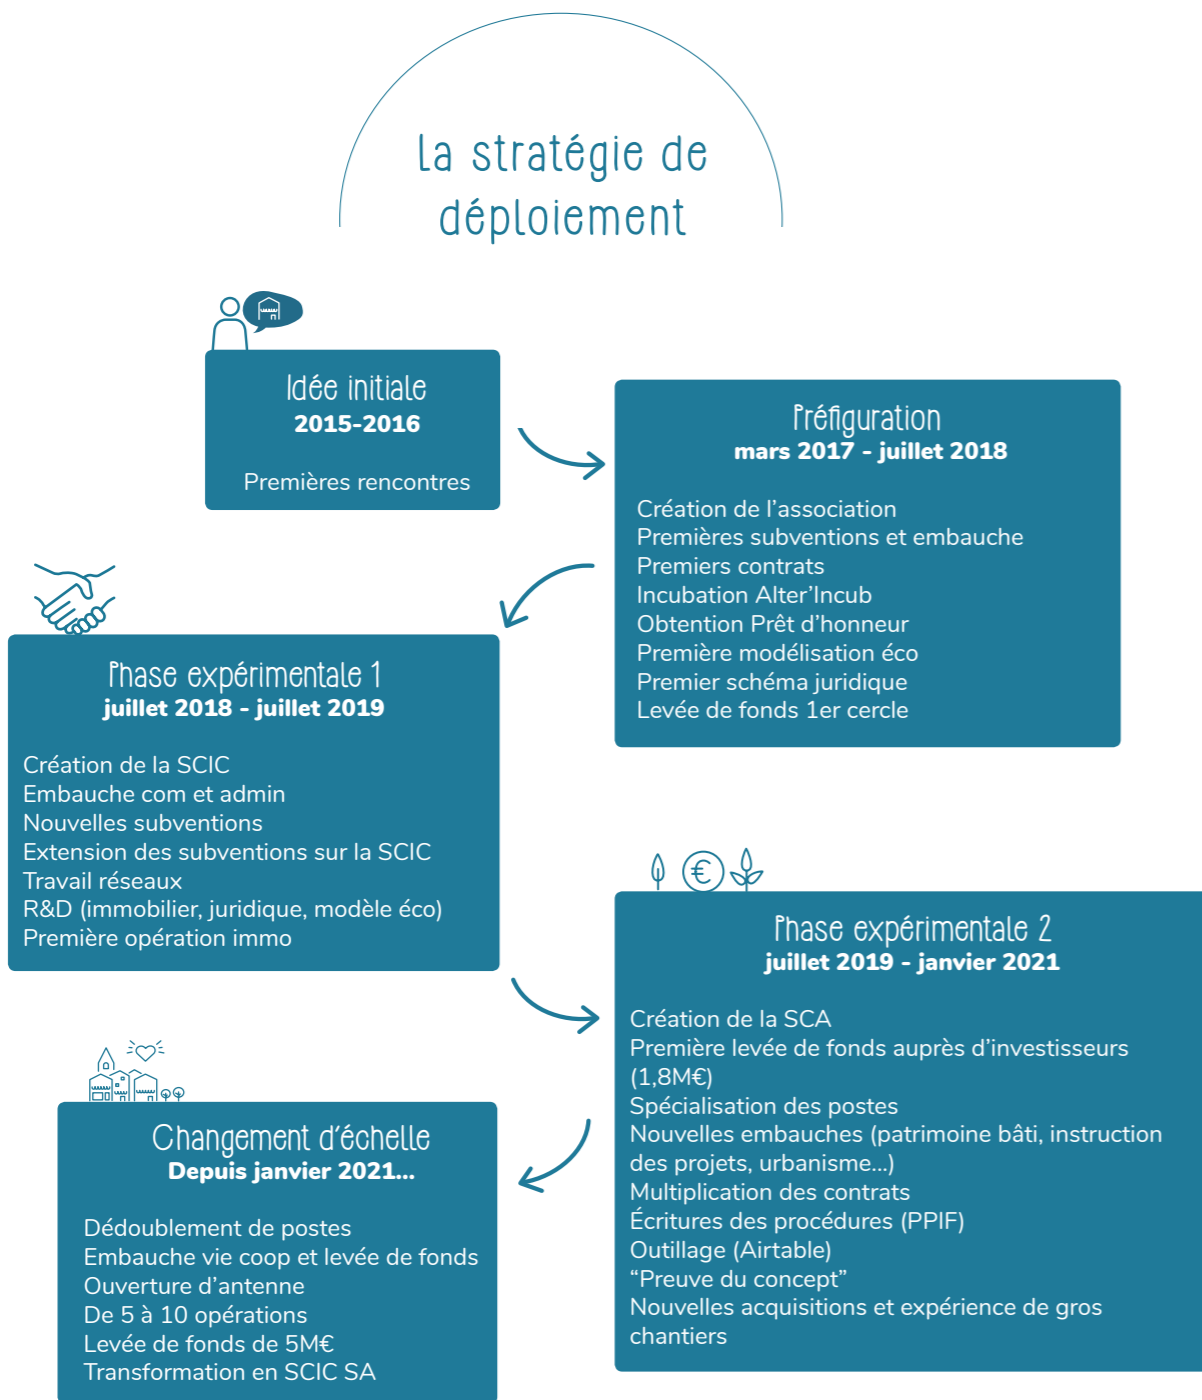 La stratégie de
déploiement
Idée initiale
2015-2016
Premières rencontres
Préfiguration
mars 2017 - juillet 2018
Création de l’association
Premières subventions et embauche
Premiers contrats
Incubation Alter’Incub
Obtention Prêt d’honneur
Première modélisation éco
Premier schéma juridique
Levée de fonds 1er cercle
Phase expérimentale 1
juillet 2018 - juillet 2019
Création de la SCIC
Embauche com et admin
Nouvelles subventions
Extension des subventions sur la SCIC
Travail réseaux
R&D (immobilier, juridique, modèle éco)
Première opération immo
€
Phase expérimentale 2
juillet 2019 - janvier 2021
Création de la SCA
Première levée de fonds auprès d’investisseurs
(1,8M€)
Spécialisation des postes
Nouvelles embauches (patrimoine bâti, instruction
des projets, urbanisme...)
Multiplication des contrats
Écritures des procédures (PPIF)
Outillage (Airtable)
“Preuve du concept”
Nouvelles acquisitions et expérience de gros
chantiers
Changement d’échelle
Depuis janvier 2021...
Dédoublement de postes
Embauche vie coop et levée de fonds
Ouverture d’antenne
De 5 à 10 opérations
Levée de fonds de 5M€
Transformation en SCIC SA